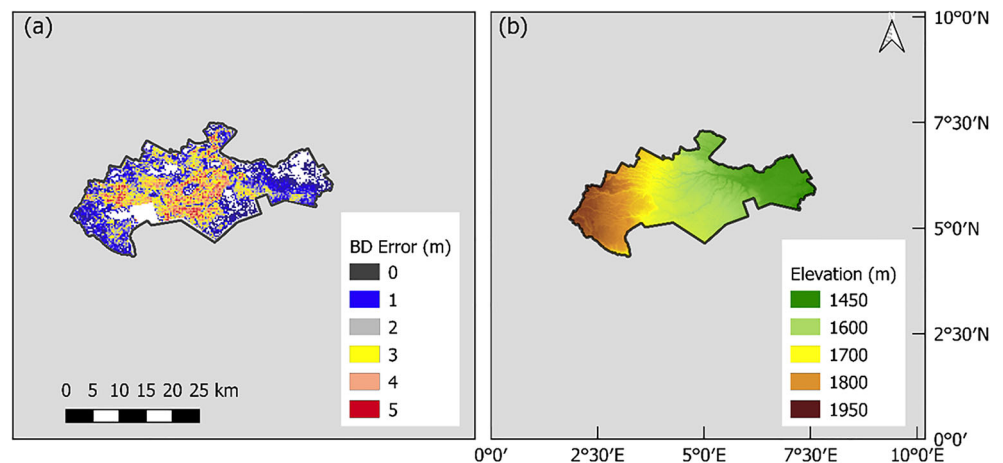 (a)
BD Error (m)
0
1
2
3
4
5
0 5 10 15 20 25 km
(b)
10°0′N
7°30′N
5°0′N
2°30′N
0°0′
Elevation (m)
1450
1600
1700
1800
1950
0°0′ 2°30′E 5°0′E 7°30′E 10°0′E